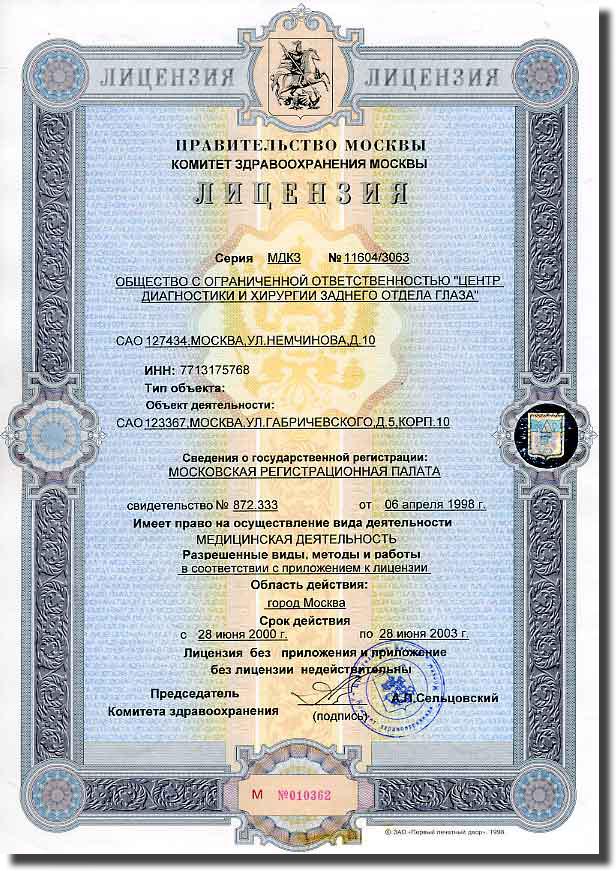 ЛИЦЕНЗИЯ ЛИЦЕНЗИЯ
ПРАВИТЕЛЬСТВО МОСКВЫ
КОМИТЕТ ЗДРАВООХРАНЕНИЯ МОСКВЫ
ЛИЦЕНЗИЯ
Серия МДКЗ №11604/3063
ОБЩЕСТВО С ОГРАНИЧЕННОЙ ОТВЕТСТВЕННОСТЬЮ "ЦЕНТР
ДИАГНОСТИКИ И ХИРУРГИИ ЗАДНЕГО ОТДЕЛА ГЛАЗА"
САО 127434,МОСКВА,УЛ.НЕМЧИНОВА,Д.10
ИНН: 7713175768
Тип объекта:
Объект деятельности:
САО 123367,МОСКВА,УЛ.ГАБРИЧЕВСКОГО,Д.5,КОРП.10
Сведения о государственной регистрации:
МОСКОВСКАЯ РЕГИСТРАЦИОННАЯ ПАЛАТА
свидетельство № 872.333 от 06 апреля 1998 г.
Имеет право на осуществление вида деятельности
МЕДИЦИНСКАЯ ДЕЯТЕЛЬНОСТЬ
Разрешенные виды, методы и работы
в соответствии с приложением к лицензии
Область действия:
город Москва
Срок действия
с 28 июня 2000 г. по 28 июня 2003 г.
Лицензия без приложения и приложение
без лицензии недействительны
Председатель
Комитета здравоохранения
А.П.Сельцовский
(подпись)
М №010362
© ЗАО «Первый печатный двор», 1998